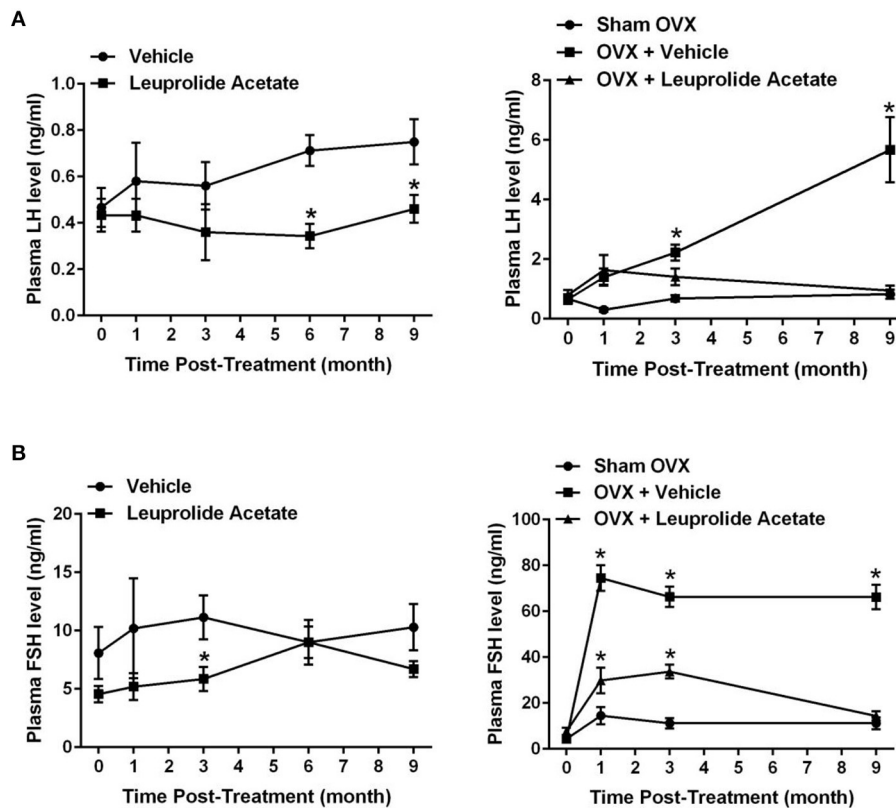 A
Vehicle
Leuprolide Acetate
1.0
0.8
0.6
0.4
0.2
0.0
Plasma LH level (ng/ml)
* *
0 1 2 3 4 5 6 7 8 9
Time Post-Treatment (month)
Sham OVX
OVX + Vehicle
OVX + Leuprolide Acetate
8
6
4
2
0
Plasma LH level (ng/ml)
* *
0 1 2 3 4 5 6 7 8 9
Time Post-Treatment (month)
B
Vehicle
Leuprolide Acetate
20
15
10
5
0
Plasma FSH level (ng/ml)
*
0 1 2 3 4 5 6 7 8 9
Time Post-Treatment (month)
Sham OVX
OVX + Vehicle
OVX + Leuprolide Acetate
100
80
60
40
20
0
Plasma FSH level (ng/ml)
* * *
* *
0 1 2 3 4 5 6 7 8 9
Time Post-Treatment (month)